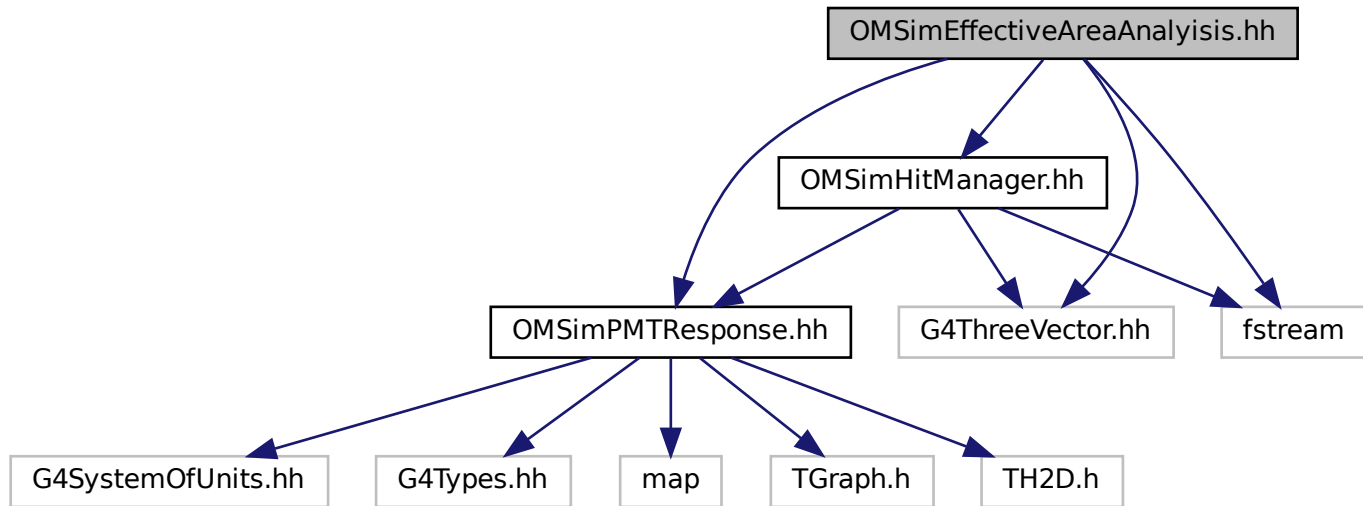 OMSimEffectiveAreaAnalyisis.hh
OMSimHitManager.hh
OMSimPMTResponse.hh
G4ThreeVector.hh
fstream
G4SystemOfUnits.hh
G4Types.hh
map
TGraph.h
TH2D.h